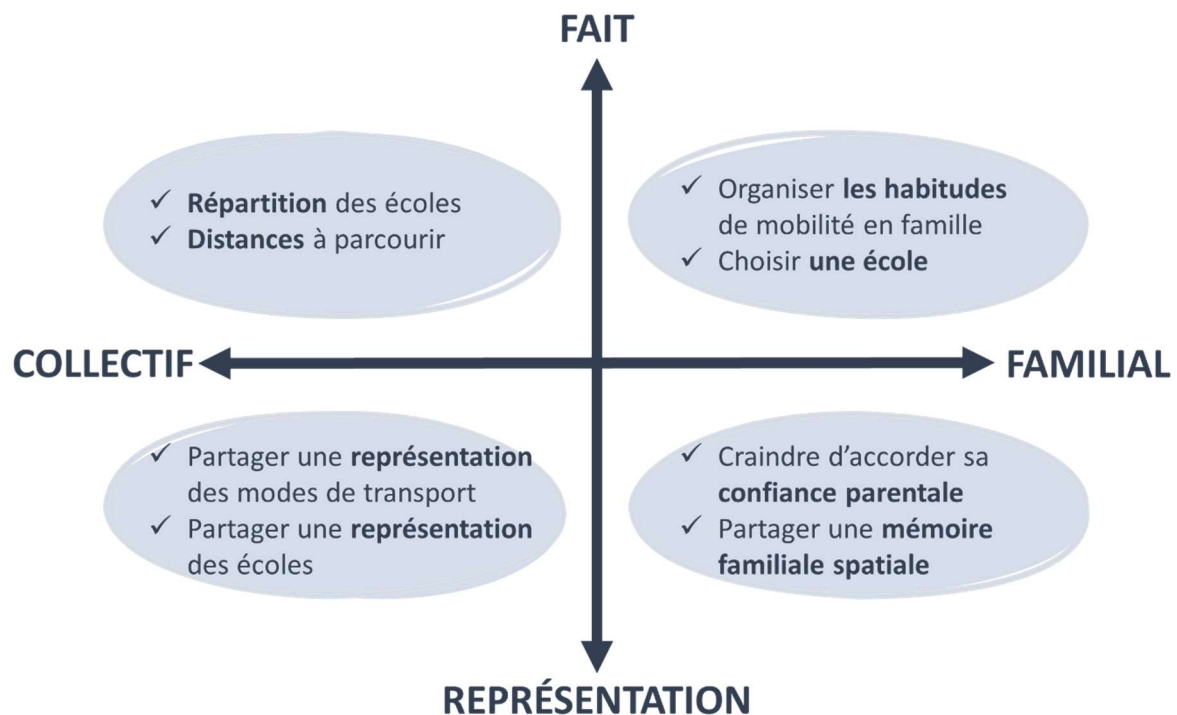 FAIT
✓ Répartition des écoles
✓ Distances à parcourir
✓ Organiser les habitudes
de mobilité en famille
✓ Choisir une école
COLLECTIF
FAMILIAL
✓ Partager une représentation
des modes de transport
✓ Partager une représentation
des écoles
✓ Craindre d’accorder sa
confiance parentale
✓ Partager une mémoire
familiale spatiale
REPRÉSENTATION